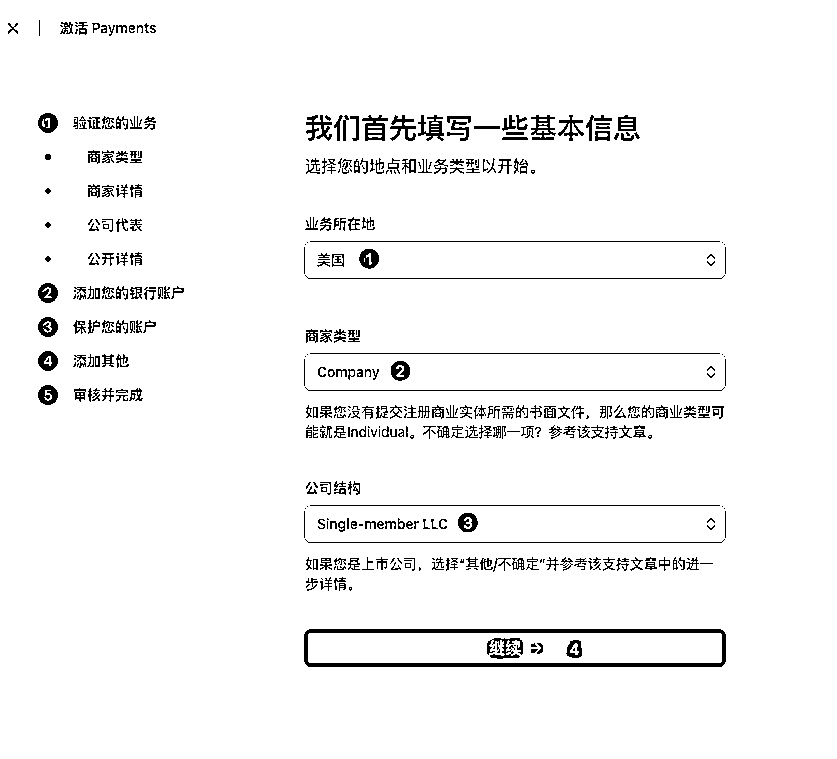 激活 Payments
1 验证您的业务
商家类型
商家详情
公司代表
公开详情
2 添加您的银行账户
3 保护您的账户
4 添加其他
5 审核并完成
我们首先填写一些基本信息
选择您的地点和业务类型以开始。
业务所在地
美国 1
商家类型
Company 2
如果您没有提交注册商业实体所需的书面文件，那么您的商业类型可
能就是Individual。不确定选择哪一项？参考该支持文章。
公司结构
Single-member LLC 3
如果您是上市公司，选择“其他/不确定”并参考该支持文章中的进一
步详情。
继续 → 4